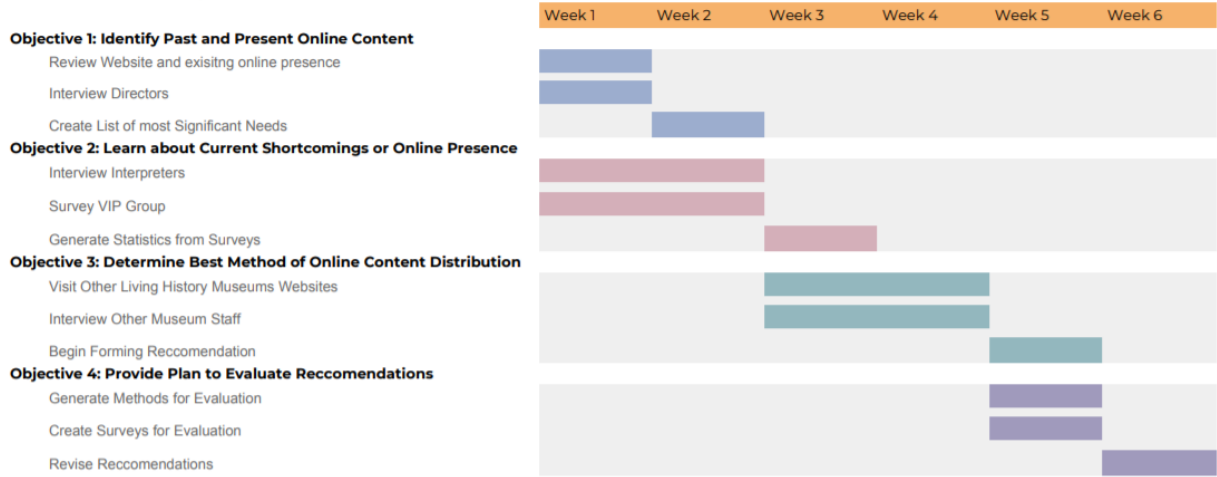 Week 1 Week 2 Week 3 Week 4 Week 5 Week 6
Objective 1: Identify Past and Present Online Content
Review Website and exisitng online presence
Interview Directors
Create List of most Significant Needs
Objective 2: Learn about Current Shortcomings or Online Presence
Interview Interpreters
Survey VIP Group
Generate Statistics from Surveys
Objective 3: Determine Best Method of Online Content Distribution
Visit Other Living History Museums Websites
Interview Other Museum Staff
Begin Forming Reccomendation
Objective 4: Provide Plan to Evaluate Reccomendations
Generate Methods for Evaluation
Create Surveys for Evaluation
Revise Reccomendations